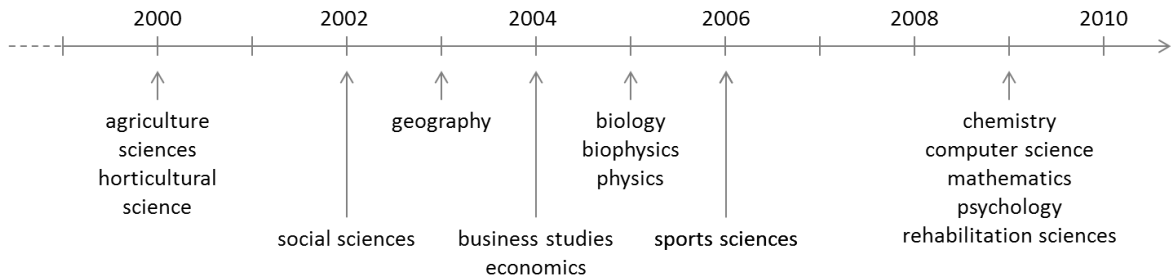 2000 2002 2004 2006 2008 2010
agriculture
sciences
horticultural
science
social sciences
geography
business studies
economics
biology
biophysics
physics
sports sciences
chemistry
computer science
mathematics
psychology
rehabilitation sciences